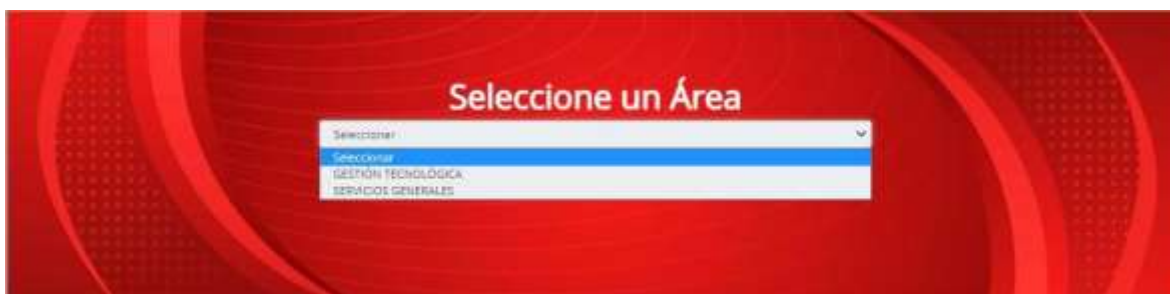 Seleccione un Área
Seleccionar
Seleccionar
GESTIÓN TECNOLÓGICA
SERVICIOS GENERALES